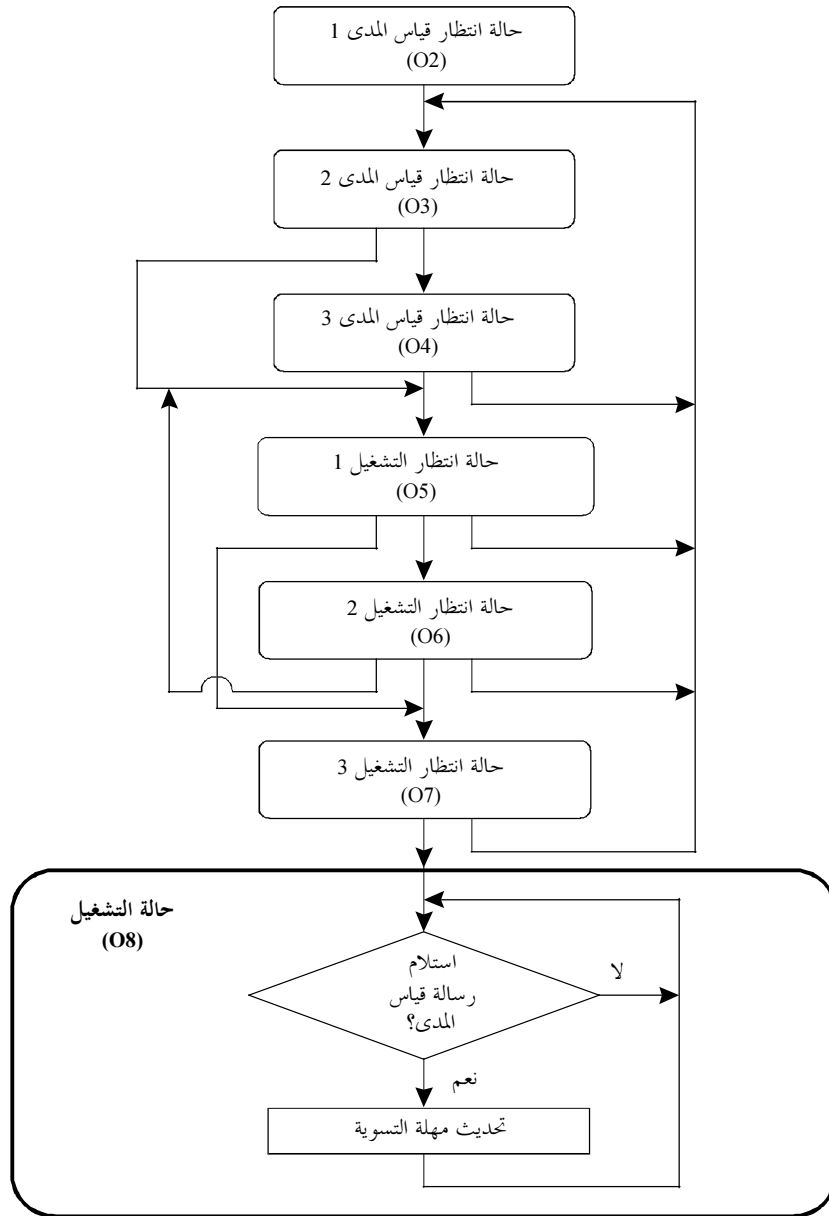 حالة انتظار قياس المدى 1
(O2)
حالة انتظار قياس المدى 2
(O3)
حالة انتظار قياس المدى 3
(O4)
حالة انتظار التشغيل 1
(O5)
حالة انتظار التشغيل 2
(O6)
حالة انتظار التشغيل 3
(O7)
حالة التشغيل
(O8)
استلام
رسالة قياس
المدى؟
لا
نعم
تحديث مهلة التسوية